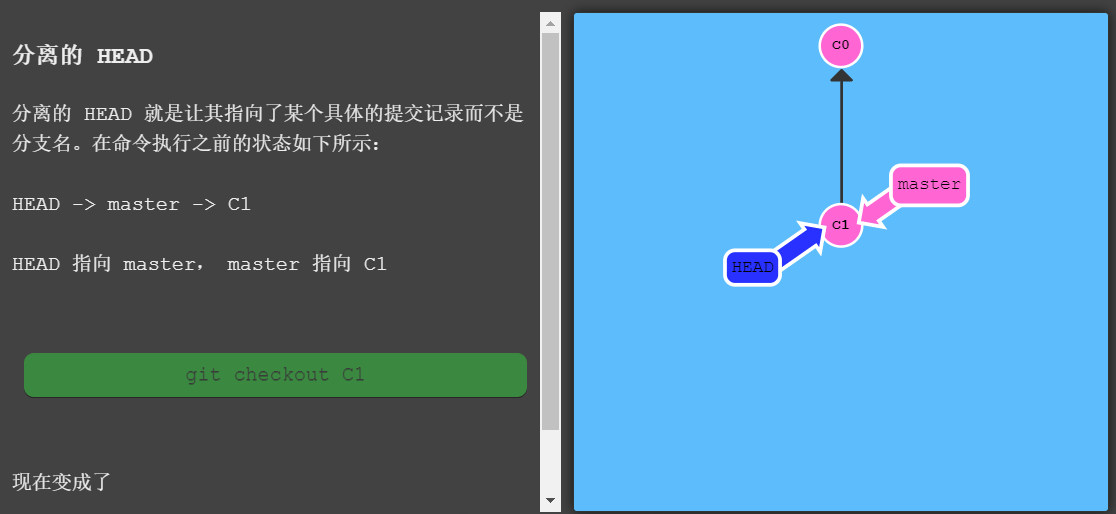 分离的 HEAD
分离的 HEAD 就是让其指向了某个具体的提交记录而不是
分支名。在命令执行之前的状态如下所示：
HEAD -> master -> C1
HEAD 指向 master， master 指向 C1
git checkout C1
现在变成了
C0
master
C1
HEAD